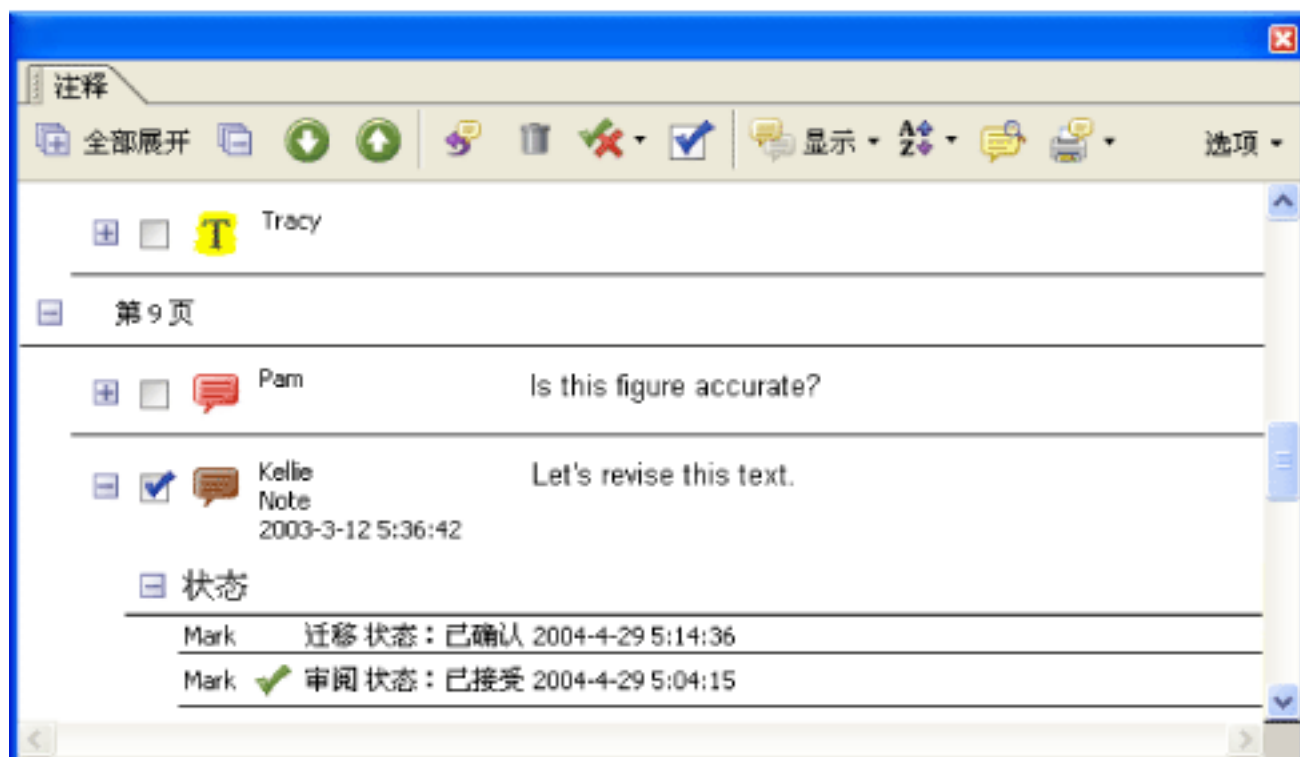 注释
全部展开 显示 A Z 选项
T Tracy
第 9 页
Pam Is this figure accurate?
Kellie Let's revise this text.
Note
2003-3-12 5:36:42
状态
Mark 迁移 状态：已确认 2004-4-29 5:14:36
Mark 审阅 状态：已接受 2004-4-29 5:04:15